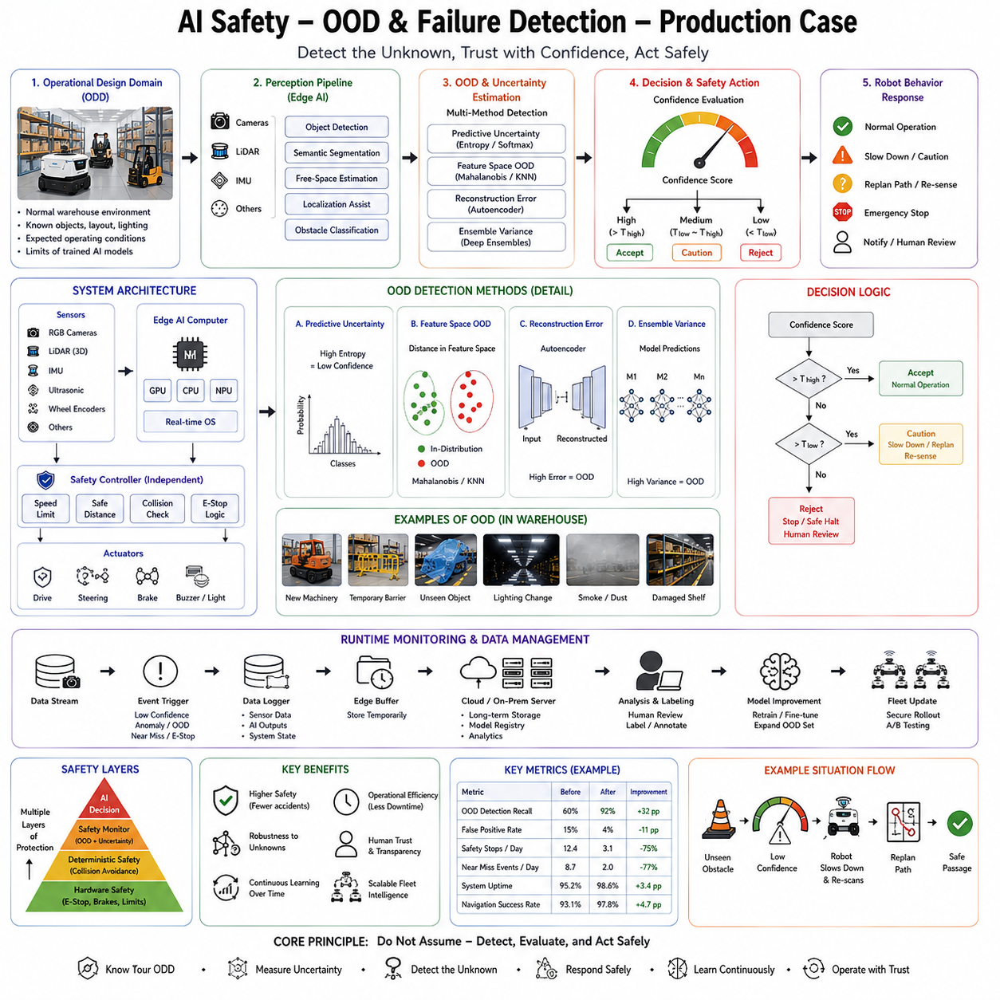 AI Safety – OOD & Failure Detection – Production Case
Detect the Unknown, Trust with Confidence, Act Safely
1. Operational Design Domain
(ODD)
• Normal warehouse environment
• Known objects, layout, lighting
• Expected operating conditions
• Limits of trained AI models
2. Perception Pipeline
(Edge AI)
Cameras
LiDAR
IMU
Others
Object Detection
Semantic Segmentation
Free-Space Estimation
Localization Assist
Obstacle Classification
3. OOD & Uncertainty
Estimation
Multi-Method Detection
Predictive Uncertainty
(Entropy / Softmax)
Feature Space OOD
(Mahalanobis / KNN)
Reconstruction Error
(Autoencoder)
Ensemble Variance
(Deep Ensembles)
4. Decision & Safety Action
Confidence Evaluation
Confidence Score
High
(> Thigh)
Accept
Medium
(Tlow ~ Thigh)
Caution
Low
(< Tlow)
Reject
5. Robot Behavior
Response
Normal Operation
Slow Down / Caution
Replan Path / Re-sense
STOP
Emergency Stop
Notify / Human Review
SYSTEM ARCHITECTURE
Sensors
RGB Cameras
LiDAR (3D)
IMU
Ultrasonic
Wheel Encoders
Others
Edge AI Computer
GPU
CPU
NPU
Real-time OS
Safety Controller (Independent)
Speed
Limit
Safe
Distance
Collision
Check
E-Stop
Logic
Actuators
Drive
Steering
Brake
Buzzer / Light
OOD DETECTION METHODS (DETAIL)
A. Predictive Uncertainty
High Entropy
= Low Confidence
Probability
Classes
B. Feature Space OOD
Distance in Feature Space
In-Distribution
OOD
Mahalanobis / KNN
C. Reconstruction Error
Autoencoder
Input
Reconstructed
High Error = OOD
D. Ensemble Variance
Model Predictions
M1
M2
Mn
High Variance = OOD
EXAMPLES OF OOD (IN WAREHOUSE)
New Machinery
Temporary Barrier
Unseen Object
Lighting Change
Smoke / Dust
Damaged Shelf
DECISION LOGIC
Confidence Score
> Thigh ?
Yes
Accept
Normal Operation
No
> Tlow ?
Yes
Caution
Slow Down / Replan
Re-sense
No
Reject
Stop / Safe Halt
Human Review
RUNTIME MONITORING & DATA MANAGEMENT
Data Stream
Event Trigger
Low Confidence
Anomaly / OOD
Near Miss / E-Stop
Data Logger
• Sensor Data
• AI Outputs
• System State
Edge Buffer
Store Temporarily
Cloud / On-Prem Server
• Long-term Storage
• Model Registry
• Analytics
Analysis & Labeling
Human Review
Label / Annotate
Model Improvement
Retrain / Fine-tune
Expand OOD Set
Fleet Update
Secure Rollout
A/B Testing
SAFETY LAYERS
Multiple
Layers
of
Protection
AI
Decision
Safety Monitor
(OOD + Uncertainty)
Deterministic Safety
(Collision Avoidance)
Hardware Safety
(E-Stop, Brakes, Limits)
KEY BENEFITS
Higher Safety
(Fewer accidents)
Operational Efficiency
(Less Downtime)
Robustness to
Unknowns
Human Trust
& Transparency
Continuous Learning
Over Time
Scalable Fleet
Intelligence
KEY METRICS (EXAMPLE)
Metric Before After Improvement
OOD Detection Recall 60% 92% +32 pp
False Positive Rate 15% 4% -11 pp
Safety Stops / Day 12.4 3.1 -75%
Near Miss Events / Day 8.7 2.0 -77%
System Uptime 95.2% 98.6% +3.4 pp
Navigation Success Rate 93.1% 97.8% +4.7 pp
EXAMPLE SITUATION FLOW
Unseen
Obstacle
Low
Confidence
Robot
Slows Down
& Re-scans
Replan
Path
Safe
Passage
CORE PRINCIPLE: Do Not Assume – Detect, Evaluate, and Act Safely
Know Your ODD • Measure Uncertainty • Detect the Unknown • Respond Safely • Learn Continuously • Operate with Trust